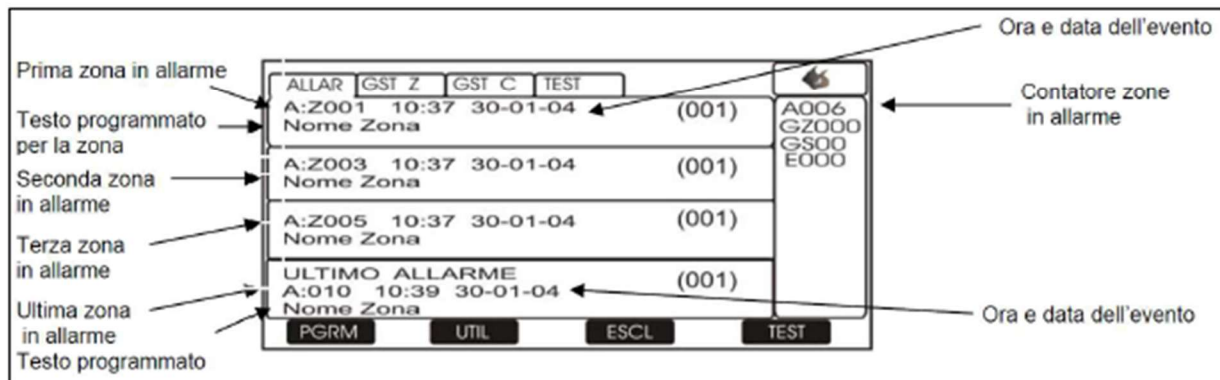 Prima zona in allarme
Testo programmato
per la zona
Seconda zona
in allarme
Terza zona
in allarme
Ultima zona
in allarme
Testo programmato
ALLAR GST Z GST C TEST
A:Z001 10:37 30-01-04 (001)
Nome Zona
A:Z003 10:37 30-01-04 (001)
Nome Zona
A:Z005 10:37 30-01-04 (001)
Nome Zona
ULTIMO ALLARME (001)
A:010 10:39 30-01-04
Nome Zona
PGRM UTIL ESCL TEST
A006
GZ000
GS00
E000
Ora e data dell'evento
Contatore zone
in allarme
Ora e data dell'evento